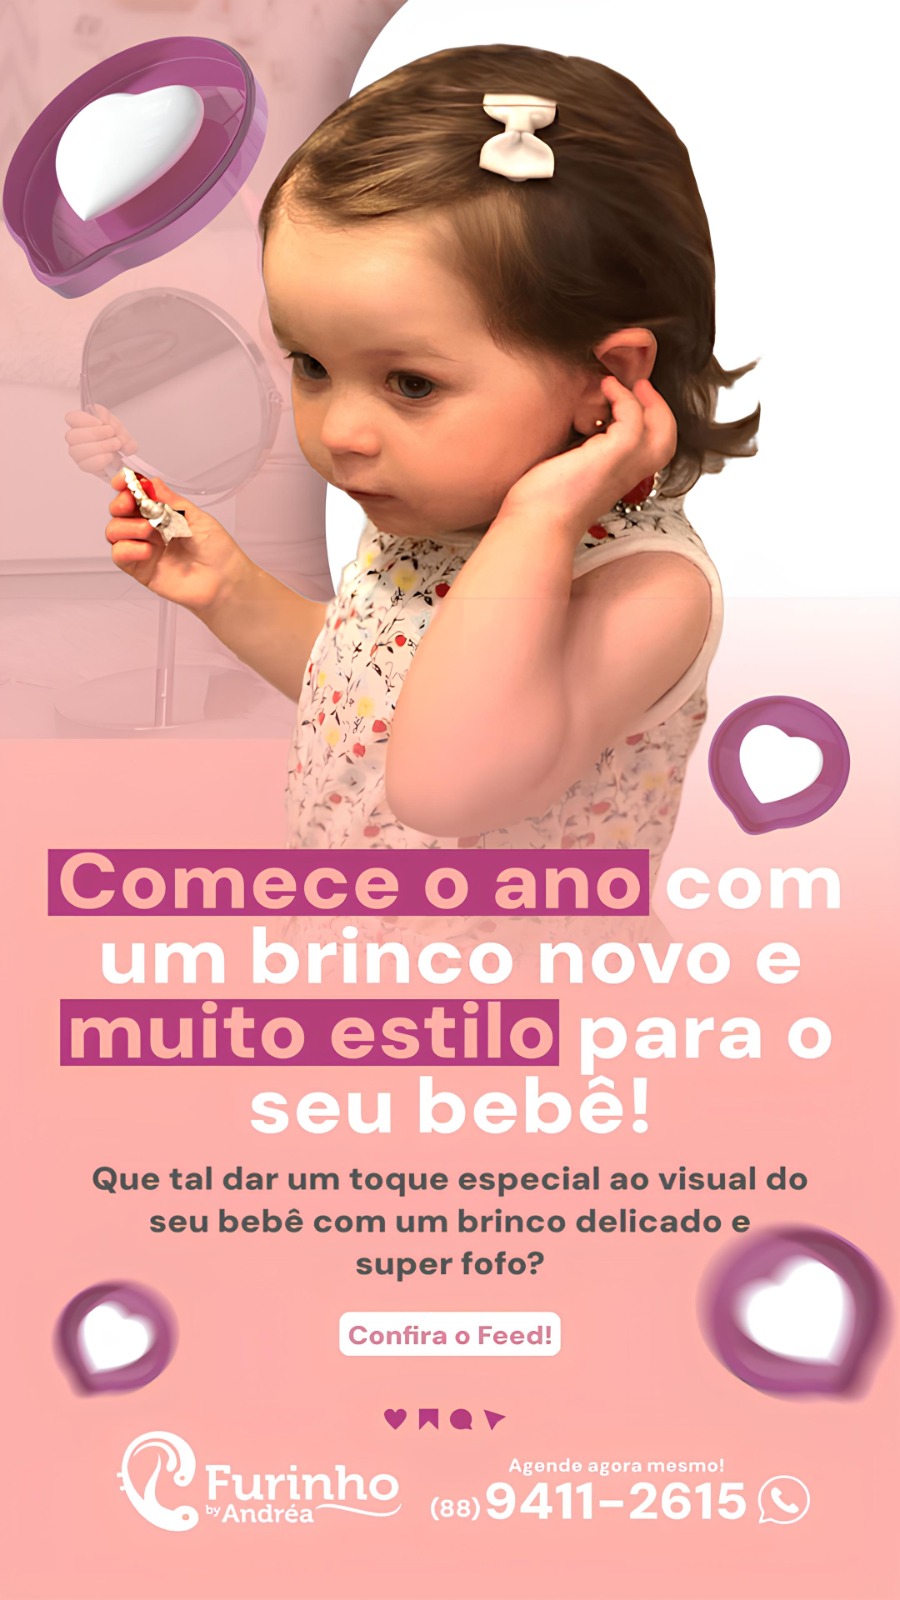 Comece o ano com
um brinco novo e
muito estilo para o
seu bebê!
Que tal dar um toque especial ao visual do
seu bebê com um brinco delicado e
super fofo?
Confira o Feed!
Furinho
by Andréa
Agende agora mesmo!
(88) 9411-2615